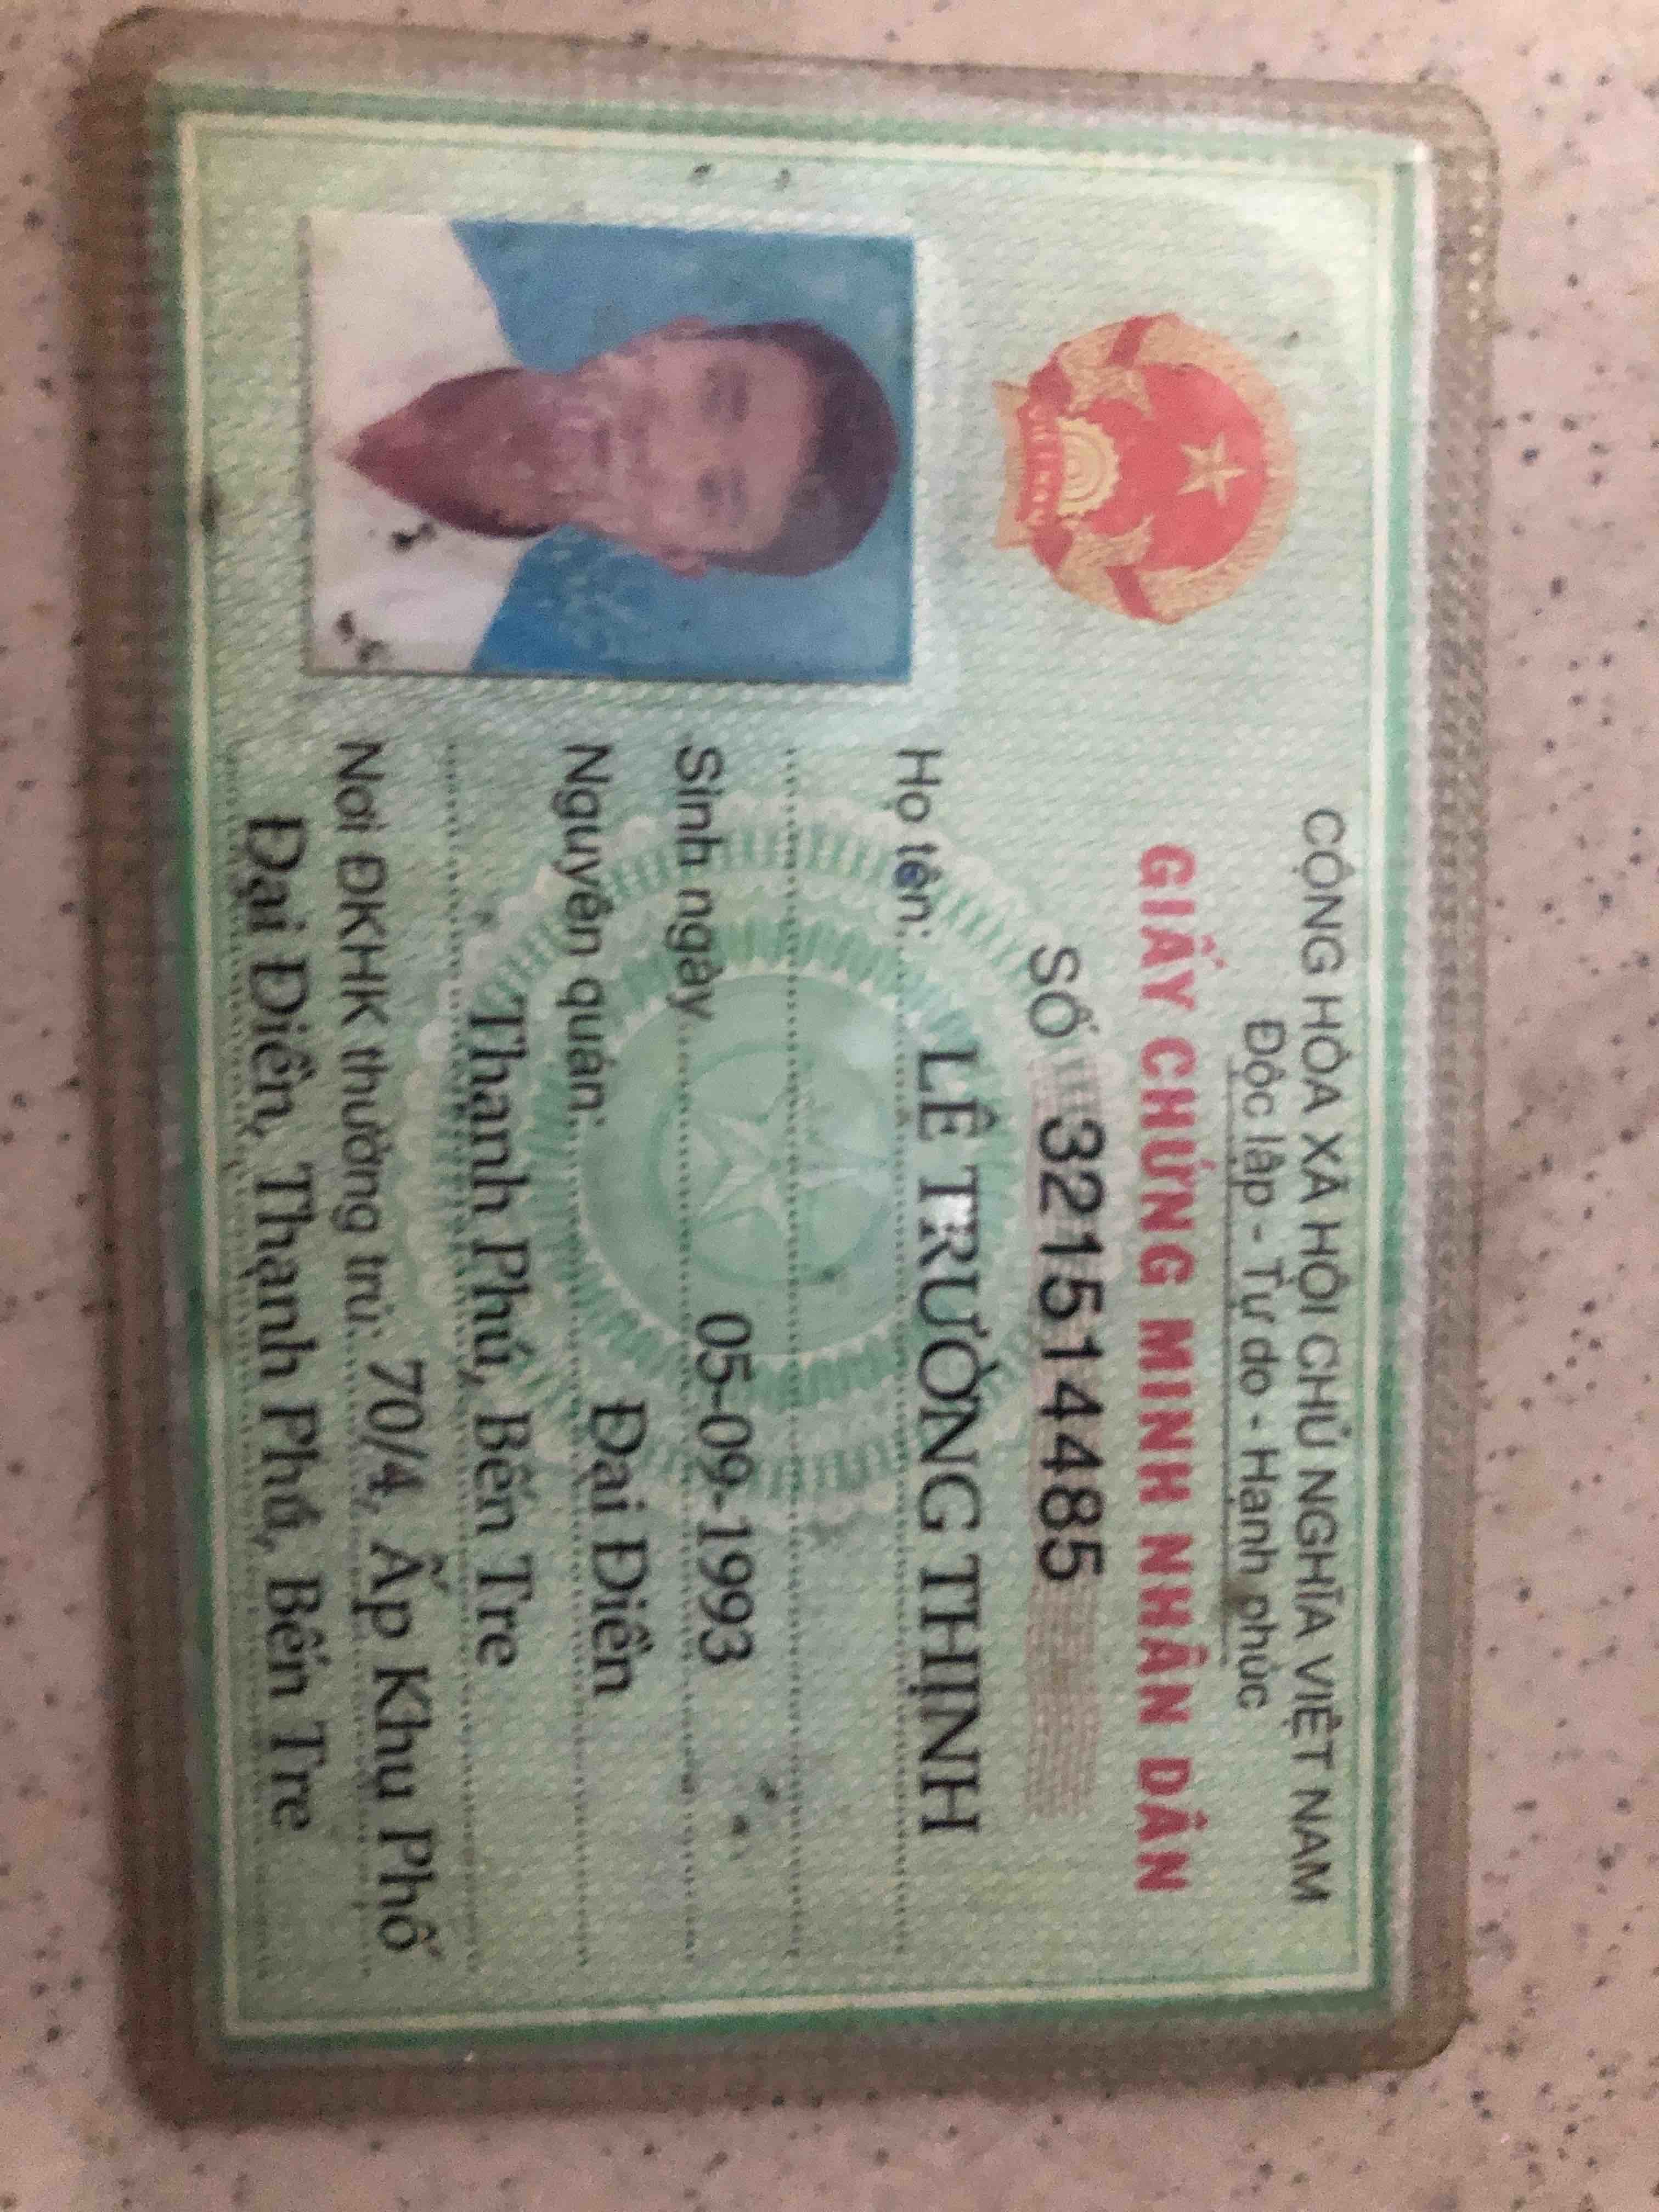 CỘNG HÒA XÃ HỘI CHỦ NGHĨA VIỆT NAM
Độc lập - Tự do - Hạnh phúc
GIẤY CHỨNG MINH NHÂN DÂN
SỐ 321514485
Họ tên: LÊ TRƯỜNG THỊNH
Sinh ngày 05-09-1993
Nguyên quán: Đại Điền
Thạnh Phú, Bến Tre
Nơi ĐKHK thường trú: 70/4, Ấp Khu Phố
Đại Điền, Thạnh Phú, Bến Tre